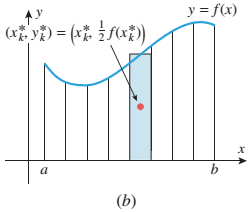 y
y = f(x)
(x*k, y*k) = (x*k, 1/2 f(x*k))
x
a
b
(b)